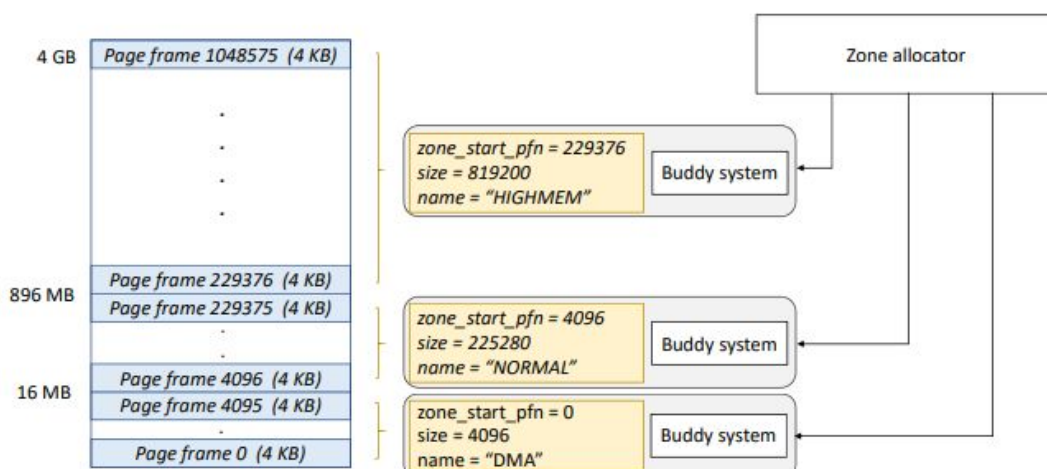 4 GB
Page frame 1048575 (4 KB)
.
.
.
.
Page frame 229376 (4 KB)
896 MB
Page frame 229375 (4 KB)
.
.
Page frame 4096 (4 KB)
16 MB
Page frame 4095 (4 KB)
.
Page frame 0 (4 KB)
zone_start_pfn = 229376
size = 819200
name = “HIGHMEM”
Buddy system
zone_start_pfn = 4096
size = 225280
name = “NORMAL”
Buddy system
zone_start_pfn = 0
size = 4096
name = “DMA”
Buddy system
Zone allocator